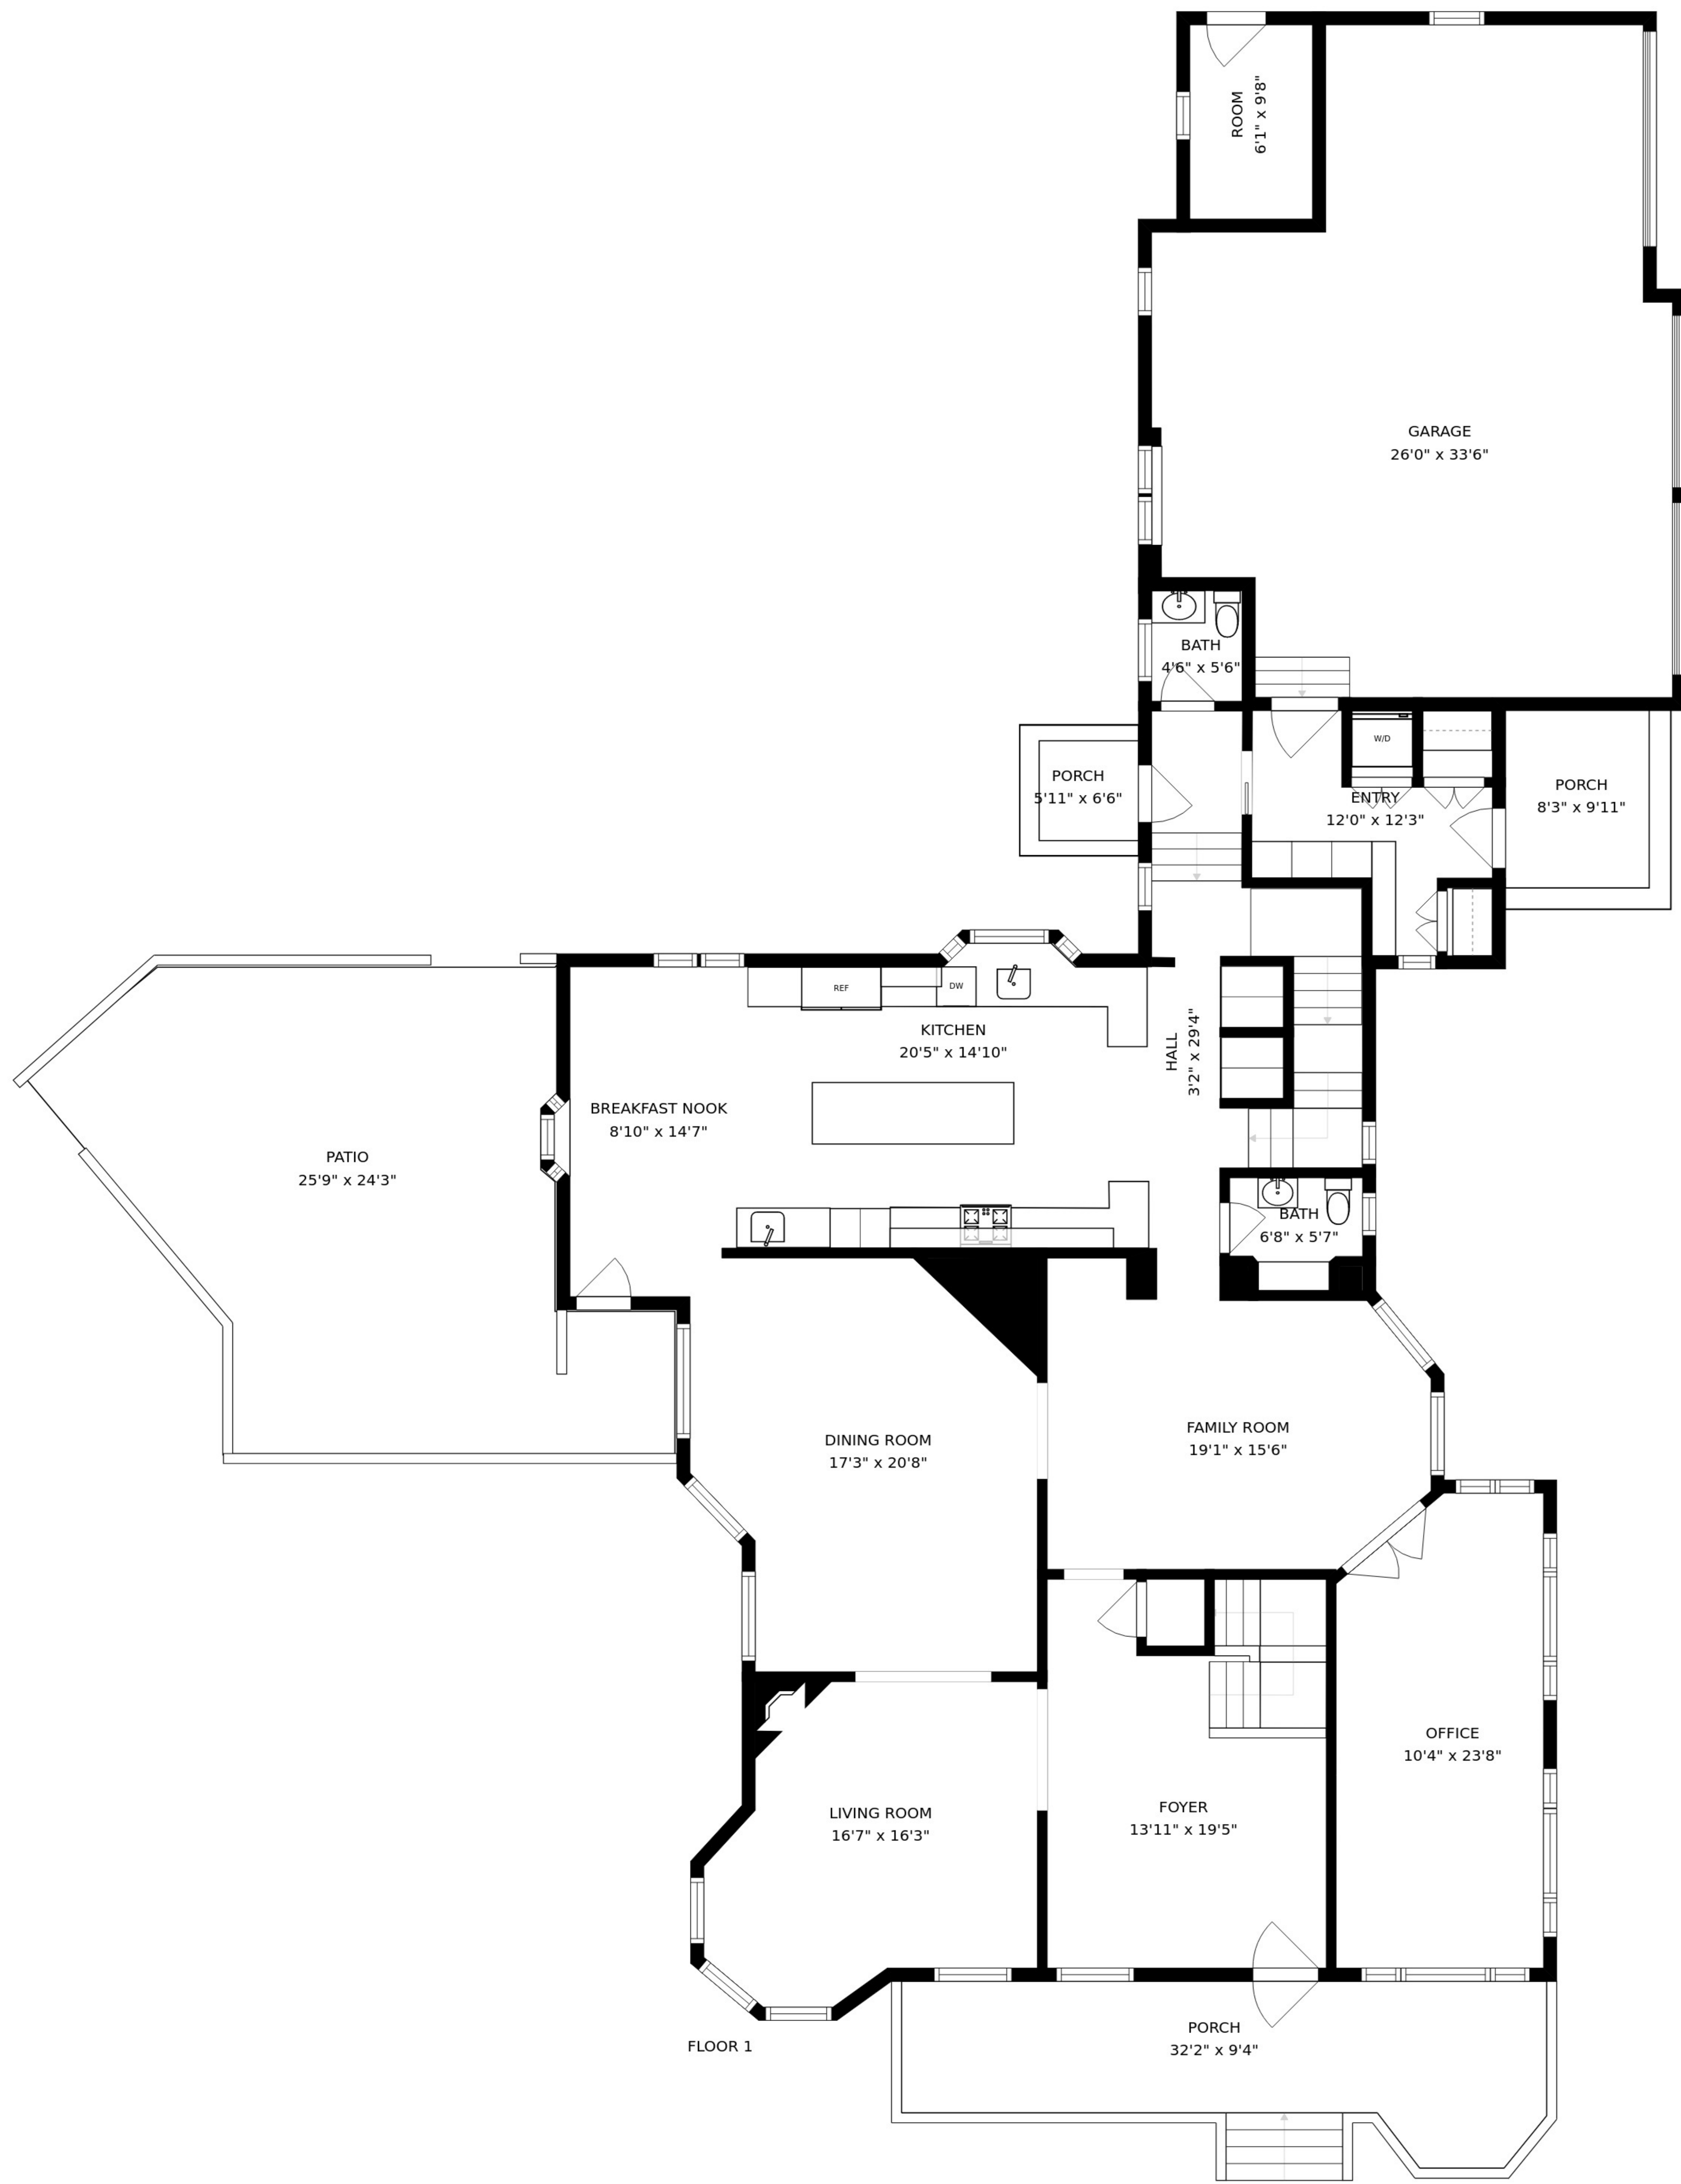 ROOM
6'1" x 9'8"
GARAGE
26'0" x 33'6"
BATH
4'6" x 5'6"
W/D
PORCH
5'11" x 6'6"
ENTRY
12'0" x 12'3"
PORCH
8'3" x 9'11"
REF
DW
KITCHEN
20'5" x 14'10"
HALL
3'2" x 29'4"
BREAKFAST NOOK
8'10" x 14'7"
PATIO
25'9" x 24'3"
BATH
6'8" x 5'7"
DINING ROOM
17'3" x 20'8"
FAMILY ROOM
19'1" x 15'6"
OFFICE
10'4" x 23'8"
LIVING ROOM
16'7" x 16'3"
FOYER
13'11" x 19'5"
PORCH
32'2" x 9'4"
FLOOR 1